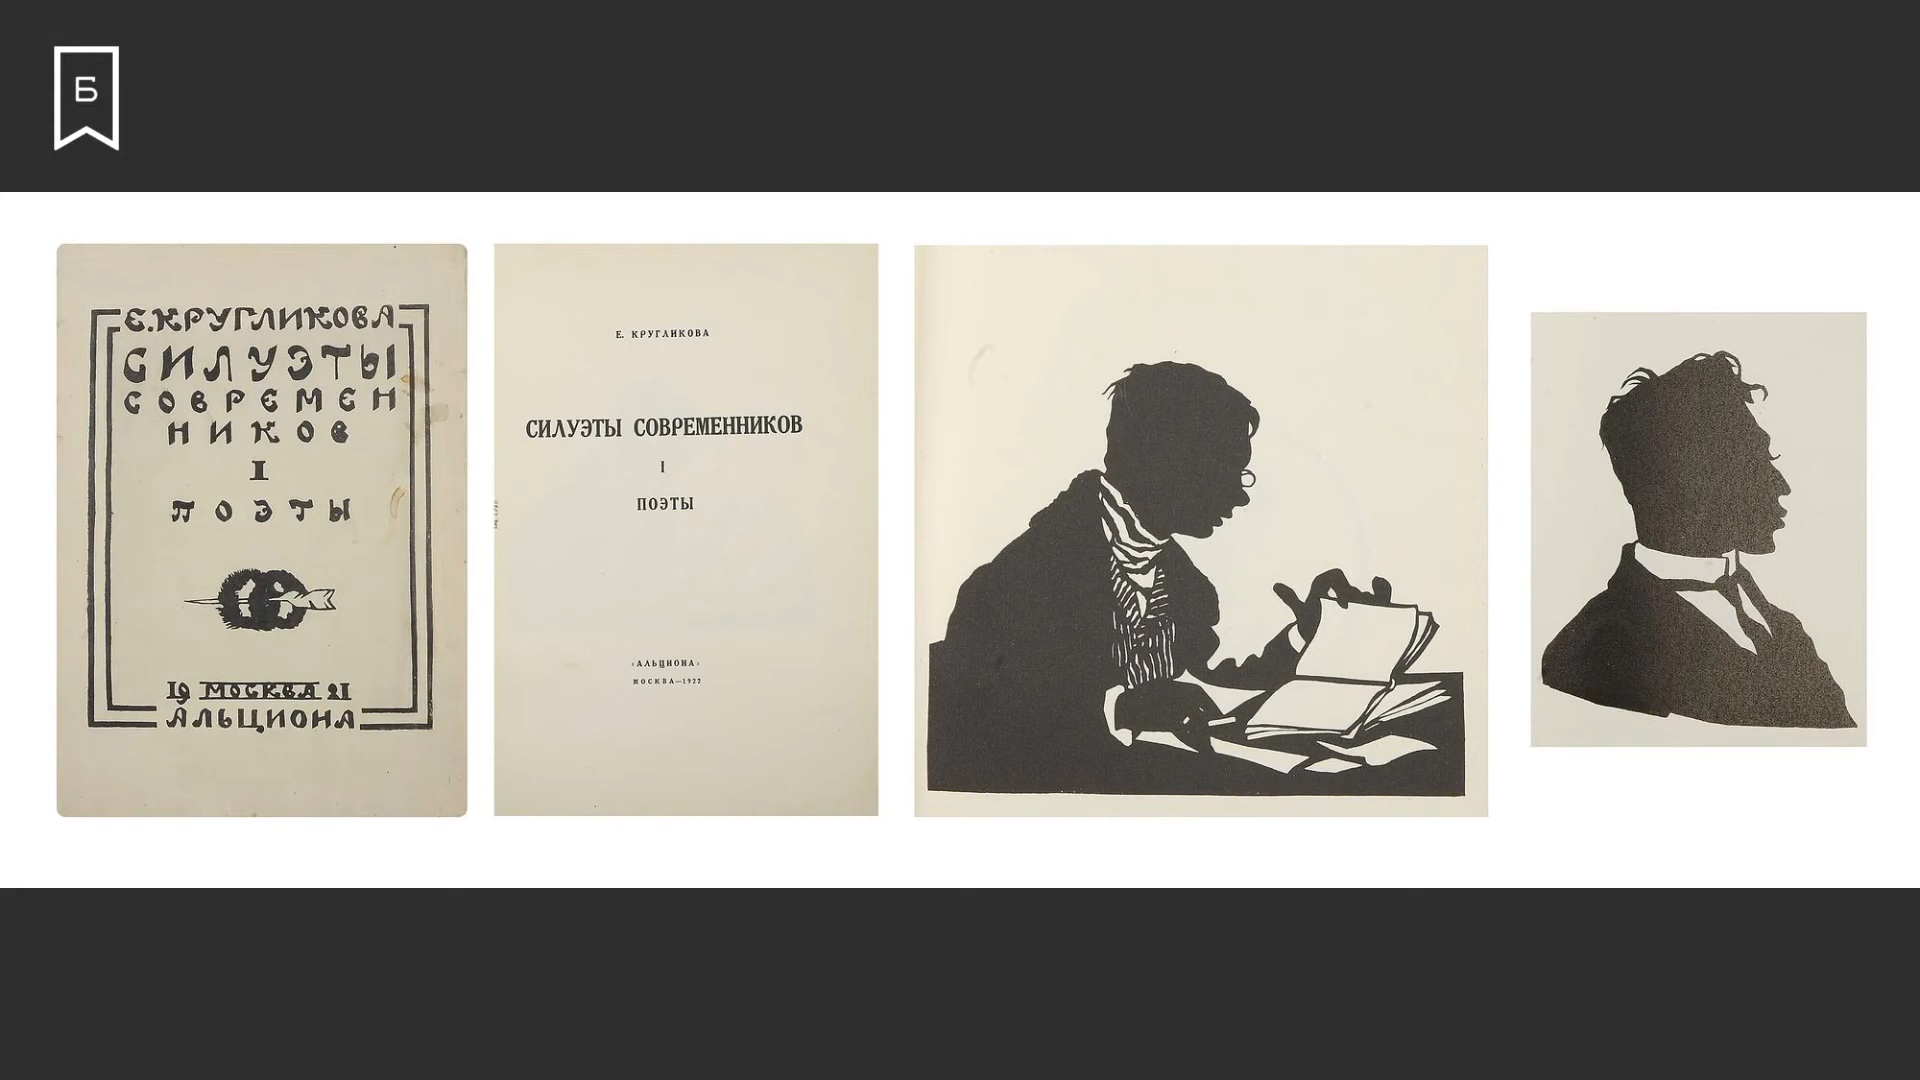 Б
Е. КРУГЛИКОВА
СИЛУЭТЫ
СОВРЕМЕН
НИКОВ
I
ПОЭТЫ
19 МОСКВА 21
АЛЬЦИОНА
Е. КРУГЛИКОВА
СИЛУЭТЫ СОВРЕМЕННИКОВ
I
ПОЭТЫ
‹АЛЬЦИОНА›
МОСКВА—1922